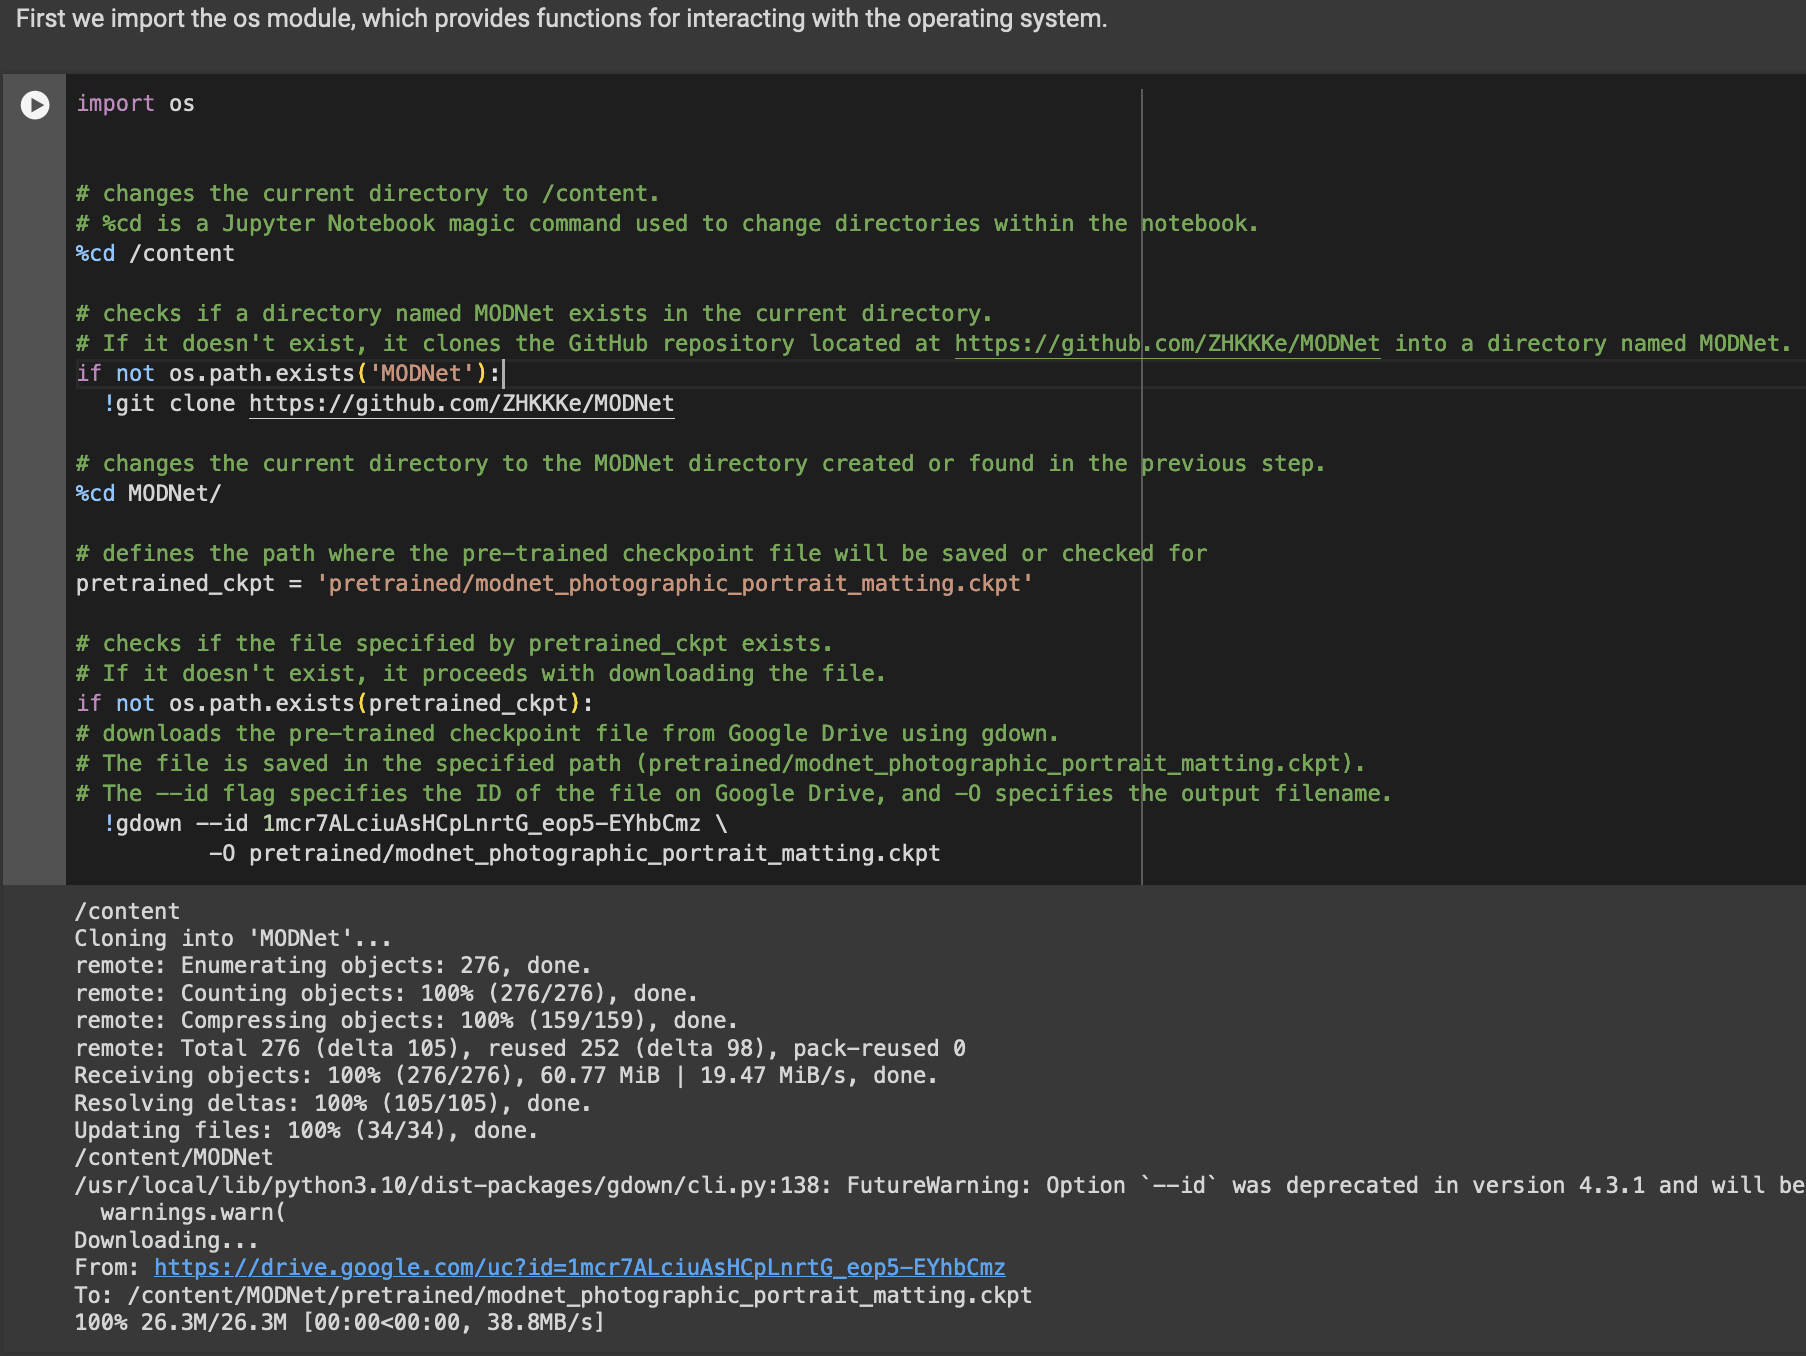 First we import the os module, which provides functions for interacting with the operating system.
import os
# changes the current directory to /content.
# %cd is a Jupyter Notebook magic command used to change directories within the notebook.
%cd /content
# checks if a directory named MODNet exists in the current directory.
# If it doesn't exist, it clones the GitHub repository located at https://github.com/ZHKKKe/MODNet into a directory named MODNet.
if not os.path.exists('MODNet'):
  !git clone https://github.com/ZHKKKe/MODNet
# changes the current directory to the MODNet directory created or found in the previous step.
%cd MODNet/
# defines the path where the pre-trained checkpoint file will be saved or checked for
pretrained_ckpt = 'pretrained/modnet_photographic_portrait_matting.ckpt'
# checks if the file specified by pretrained_ckpt exists.
# If it doesn't exist, it proceeds with downloading the file.
if not os.path.exists(pretrained_ckpt):
# downloads the pre-trained checkpoint file from Google Drive using gdown.
# The file is saved in the specified path (pretrained/modnet_photographic_portrait_matting.ckpt).
# The --id flag specifies the ID of the file on Google Drive, and -O specifies the output filename.
  !gdown --id 1mcr7ALciuAsHCpLnrtG_eop5-EYhbCmz \
          -O pretrained/modnet_photographic_portrait_matting.ckpt
/content
Cloning into 'MODNet'...
remote: Enumerating objects: 276, done.
remote: Counting objects: 100% (276/276), done.
remote: Compressing objects: 100% (159/159), done.
remote: Total 276 (delta 105), reused 252 (delta 98), pack-reused 0
Receiving objects: 100% (276/276), 60.77 MiB | 19.47 MiB/s, done.
Resolving deltas: 100% (105/105), done.
Updating files: 100% (34/34), done.
/content/MODNet
/usr/local/lib/python3.10/dist-packages/gdown/cli.py:138: FutureWarning: Option `--id` was deprecated in version 4.3.1 and will be
  warnings.warn(
Downloading...
From: https://drive.google.com/uc?id=1mcr7ALciuAsHCpLnrtG_eop5-EYhbCmz
To: /content/MODNet/pretrained/modnet_photographic_portrait_matting.ckpt
100% 26.3M/26.3M [00:00<00:00, 38.8MB/s]